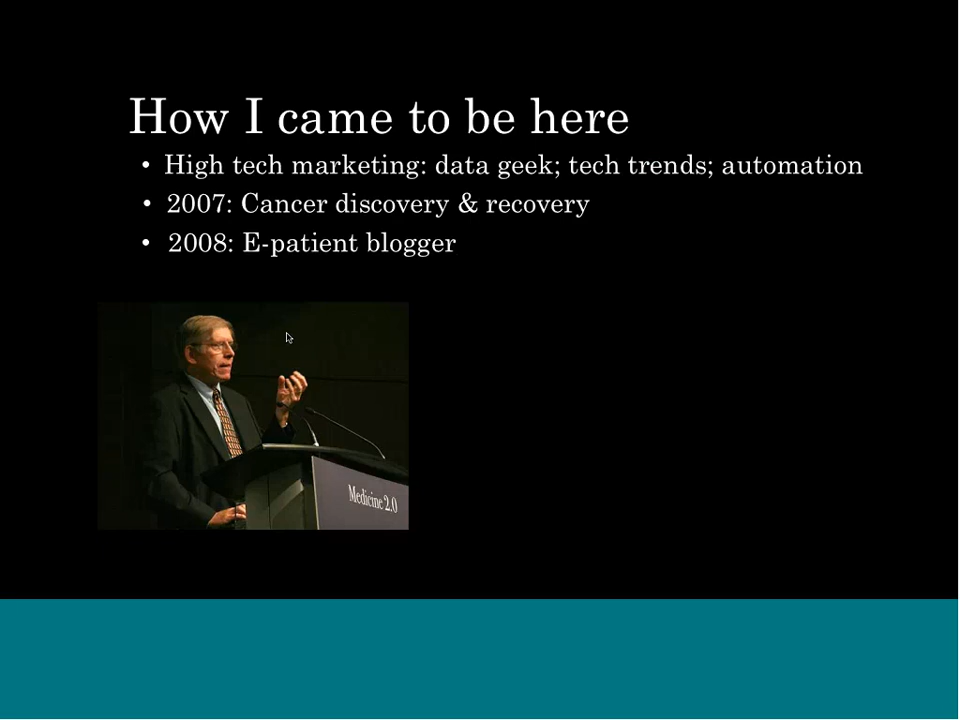 How I came to be here
• High tech marketing: data geek; tech trends; automation
• 2007: Cancer discovery & recovery
• 2008: E-patient blogger
Medicine 2.0